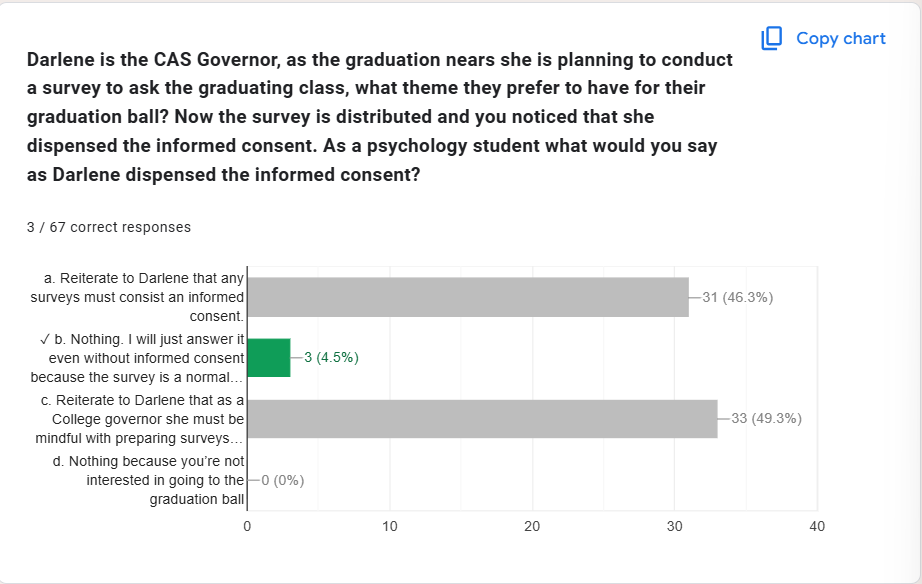 Copy chart
Darlene is the CAS Governor, as the graduation nears she is planning to conduct
a survey to ask the graduating class, what theme they prefer to have for their
graduation ball? Now the survey is distributed and you noticed that she
dispensed the informed consent. As a psychology student what would you say
as Darlene dispensed the informed consent?
3 / 67 correct responses
a. Reiterate to Darlene that any
surveys must consist an informed
consent.
31 (46.3%)
✓ b. Nothing. I will just answer it
even without informed consent
because the survey is a normal…
3 (4.5%)
c. Reiterate to Darlene that as a
College governor she must be
mindful with preparing surveys…
33 (49.3%)
d. Nothing because you’re not
interested in going to the
graduation ball
0 (0%)
0
10
20
30
40